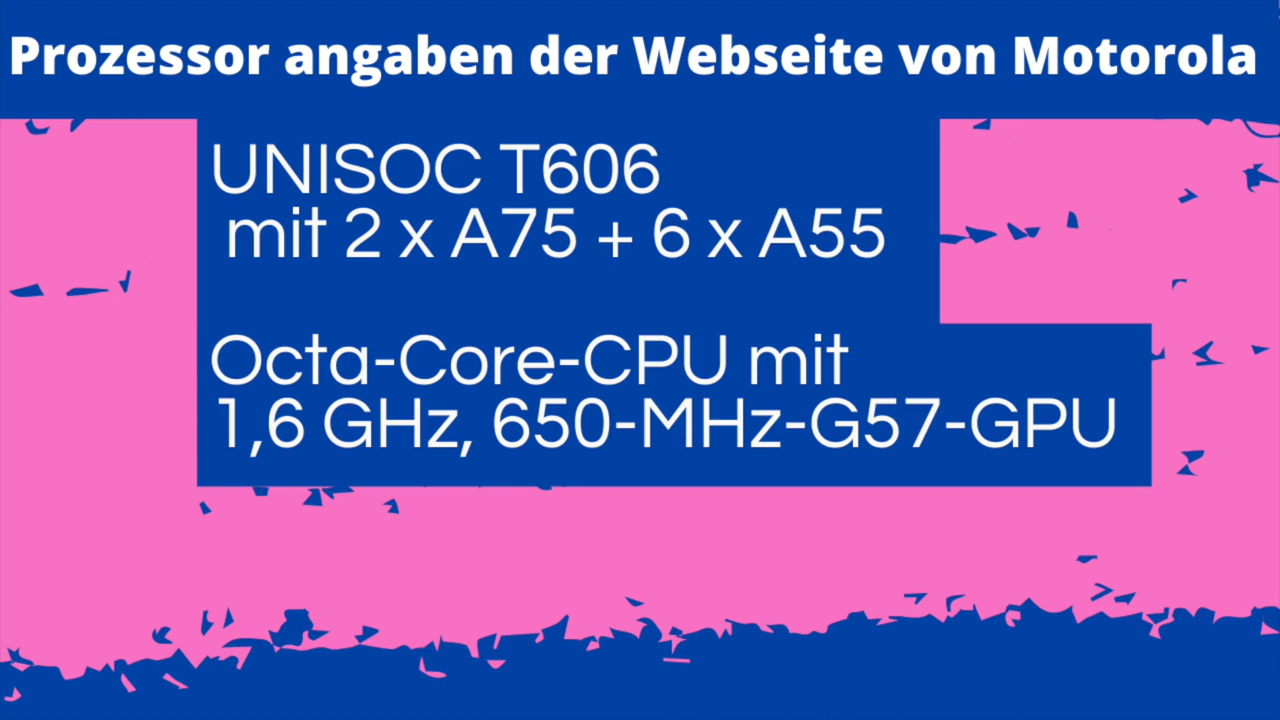 Prozessor angaben der Webseite von Motorola
UNISOC T606
mit 2 x A75 + 6 x A55
Octa-Core-CPU mit
1,6 GHz, 650-MHz-G57-GPU